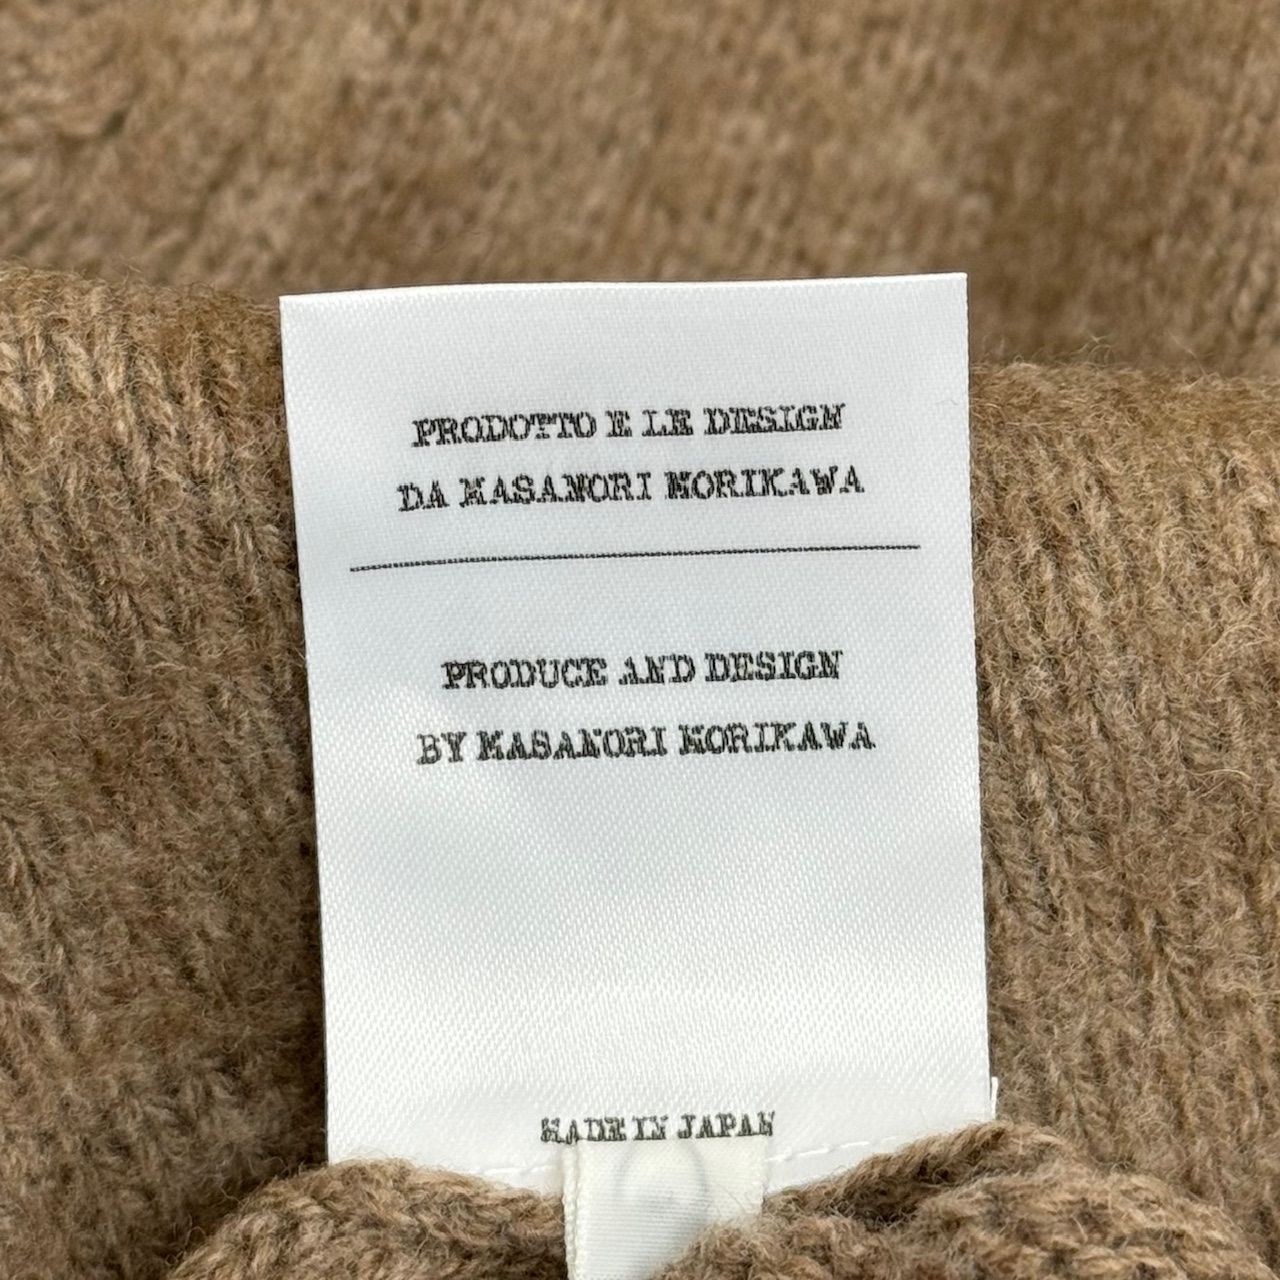 PRODOTTO E LE DESIGN
DA MASANORI MORIKAWA
PRODUCE AND DESIGN
BY MASANORI MORIKAWA
MADE IN JAPAN